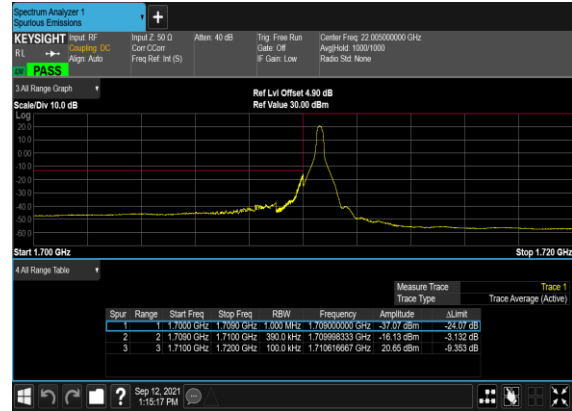 Spectrum Analyzer 1
Spurious Emissions
KEYSIGHT Input: RF Input Z: 50 Ω Atten: 40 dB Trig: Free Run Center Freq: 22.005000000 GHz
RL Coupling: DC Corr CCorr Gate: Off Avg|Hold: 1000/1000
Align: Auto Freq Ref: Int (S) IF Gain: Low Radio Std: None
PASS
3 All Range Graph
Ref Lvl Offset 4.90 dB
Scale/Div 10.0 dB Ref Value 30.00 dBm
Log
20.0
10.0
0.00
-10.0
-20.0
-30.0
-40.0
-50.0
-60.0
Start 1.700 GHz Stop 1.720 GHz
4 All Range Table
Measure Trace Trace 1
Trace Type Trace Average (Active)
Spur Range Start Freq Stop Freq RBW Frequency Amplitude ΔLimit
1 1 1.7000 GHz 1.7090 GHz 1.000 MHz 1.709000000 GHz -37.07 dBm -24.07 dB
2 2 1.7090 GHz 1.7100 GHz 390.0 kHz 1.709998333 GHz -16.13 dBm -3.132 dB
3 3 1.7100 GHz 1.7200 GHz 100.0 kHz 1.710616667 GHz 20.65 dBm -9.353 dB
? Sep 12, 2021
1:15:17 PM